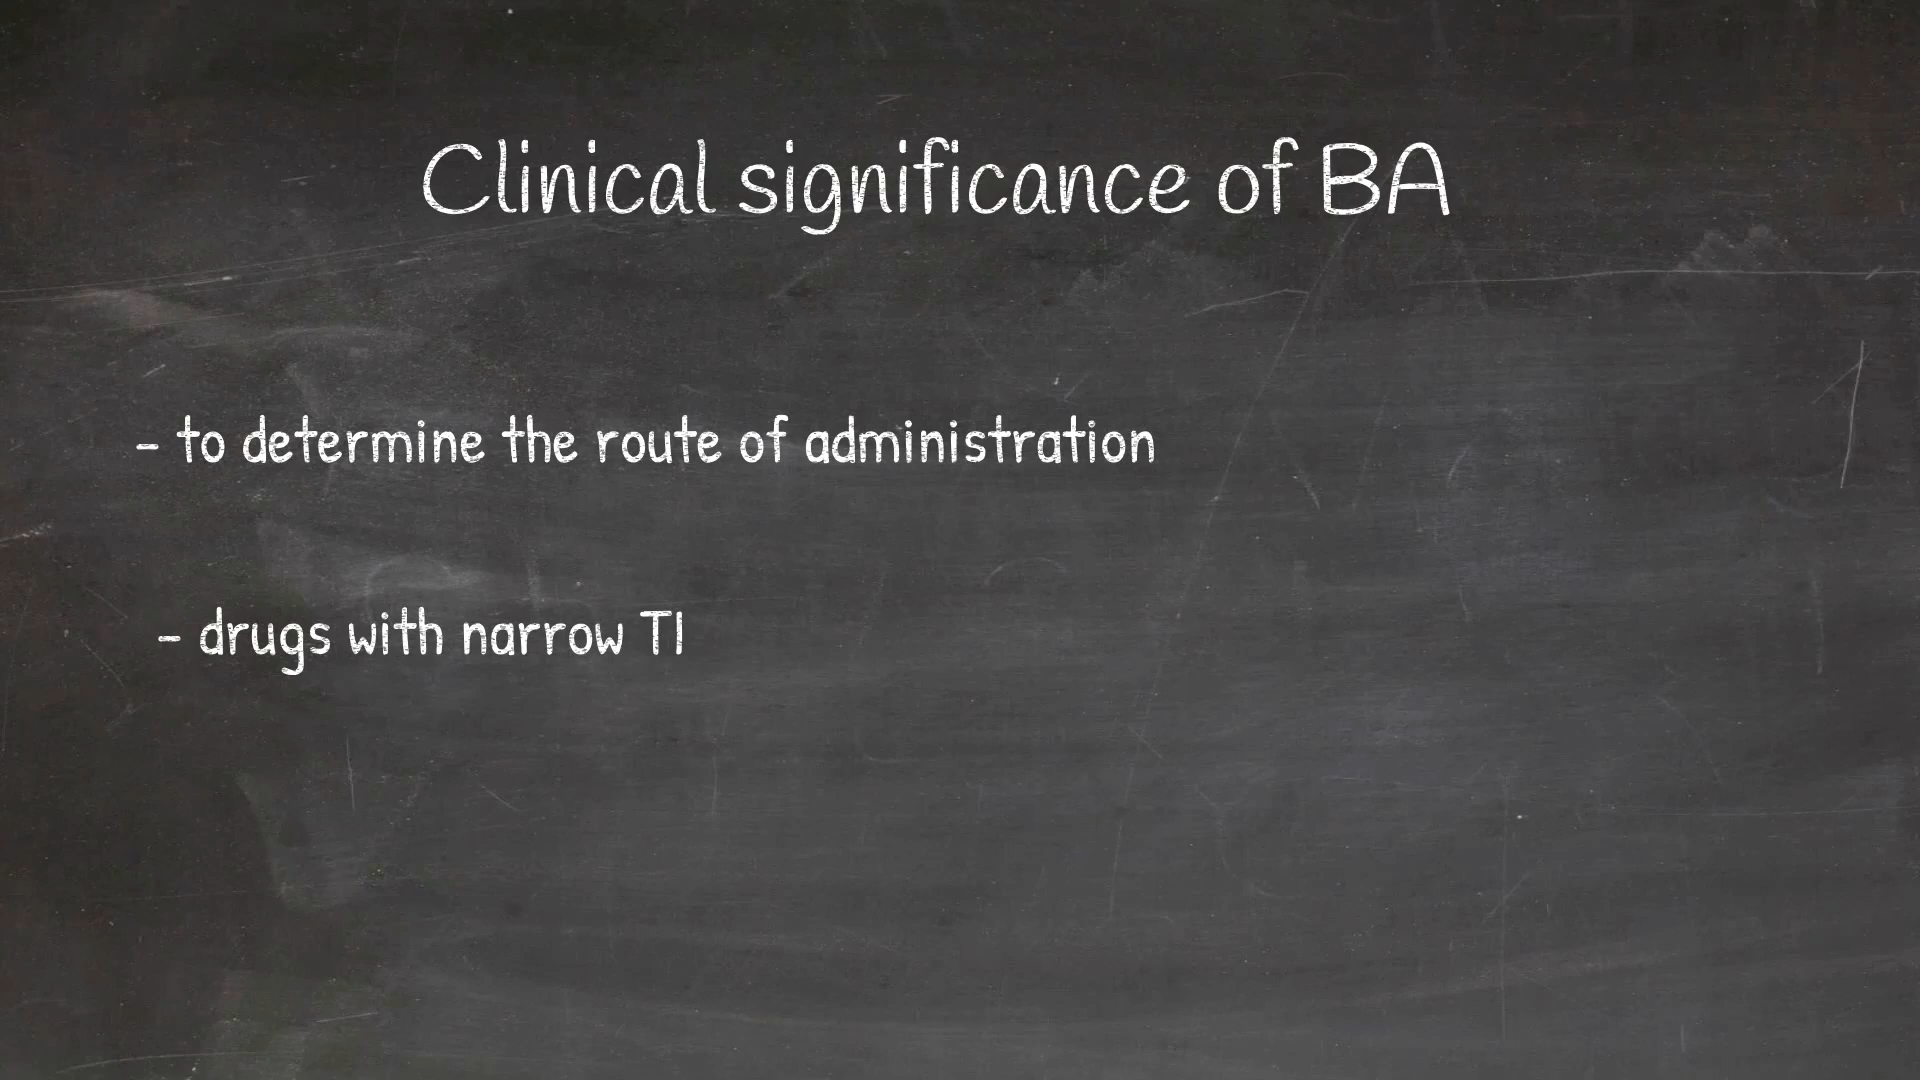 Clinical significance of BA
- to determine the route of administration
- drugs with narrow TI